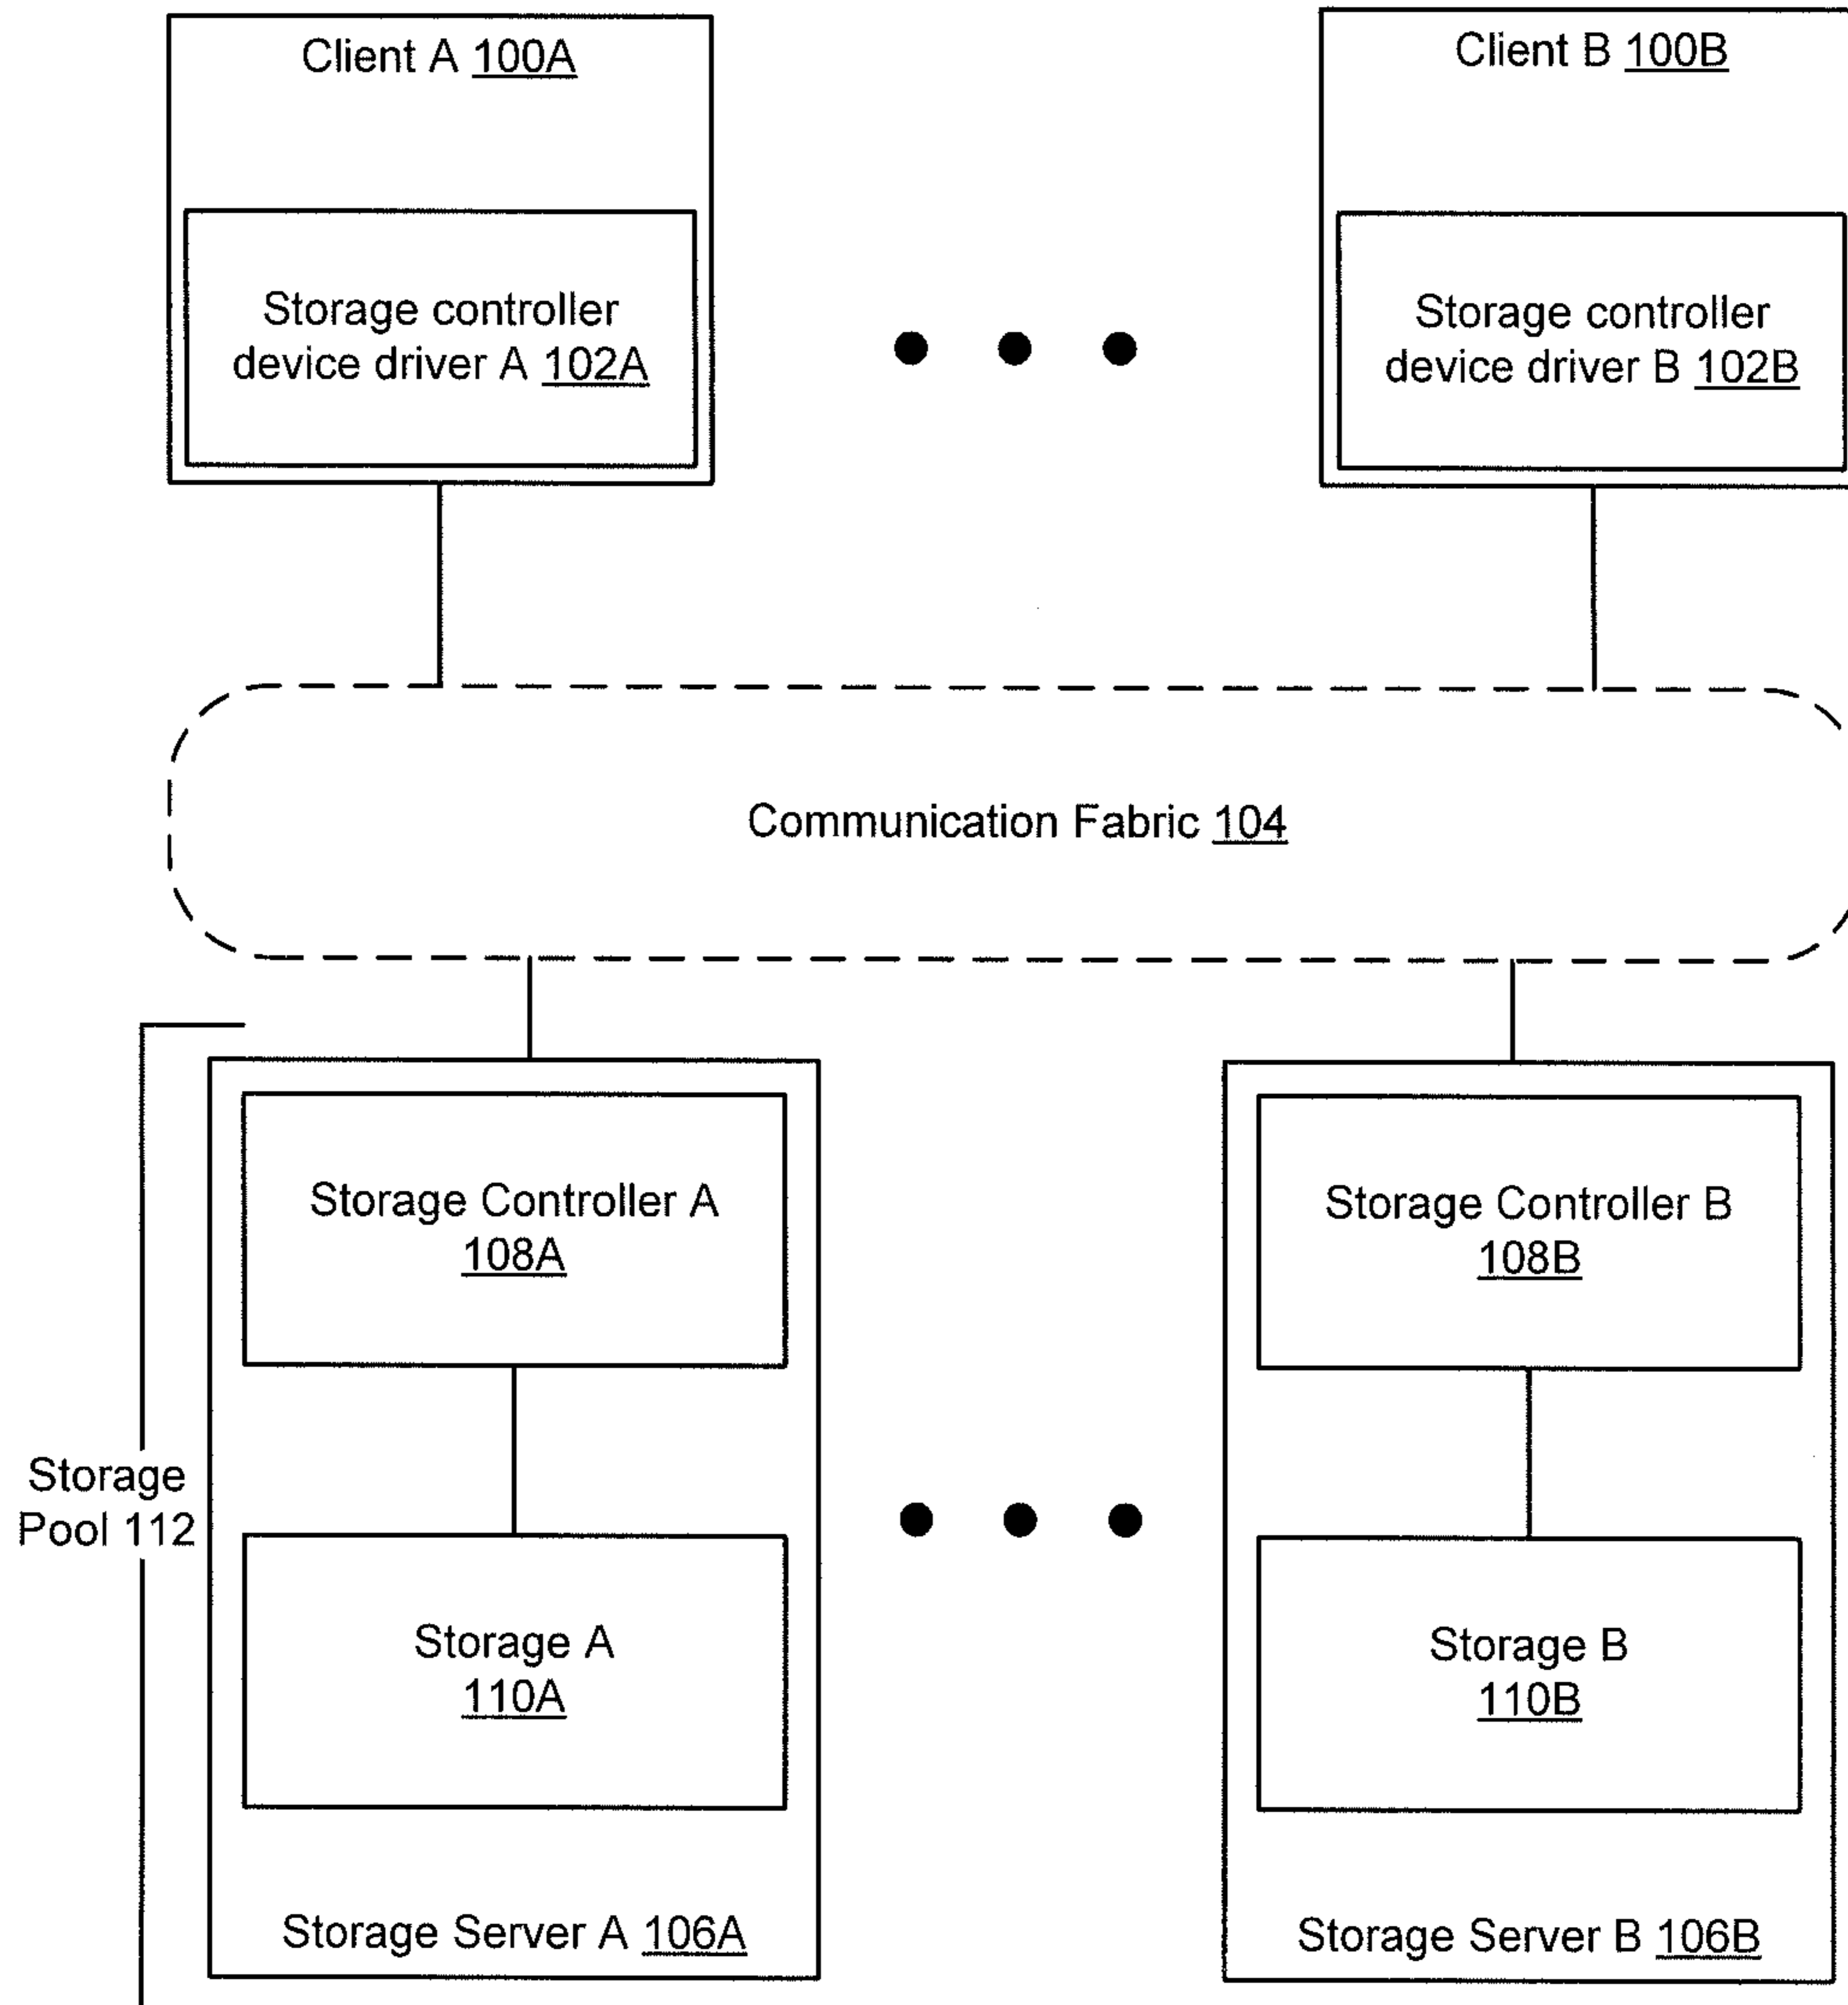 Client A 100A
Client B 100B
Storage controller
device driver A 102A
Storage controller
device driver B 102B
Communication Fabric 104
Storage Controller A
108A
Storage Controller B
108B
Storage
Pool 112
Storage A
110A
Storage B
110B
Storage Server A 106A
Storage Server B 106B